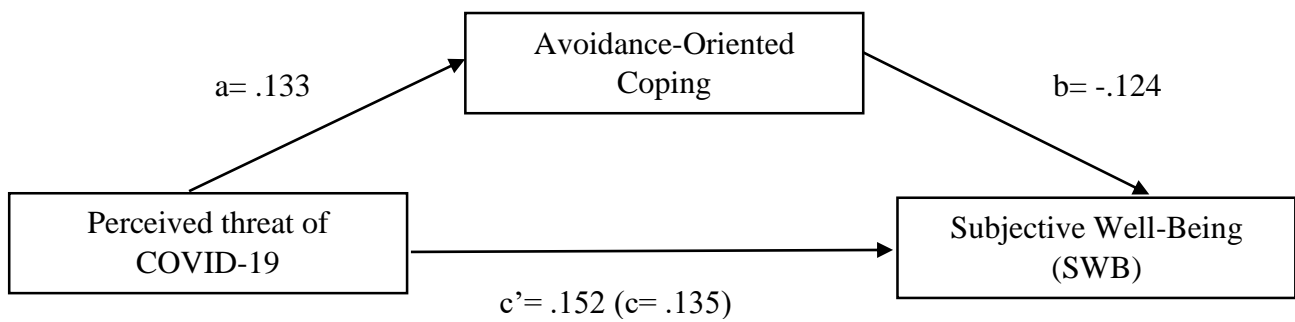 Avoidance-Oriented
Coping
a= .133
b= -.124
Perceived threat of
COVID-19
Subjective Well-Being
(SWB)
c’= .152 (c= .135)